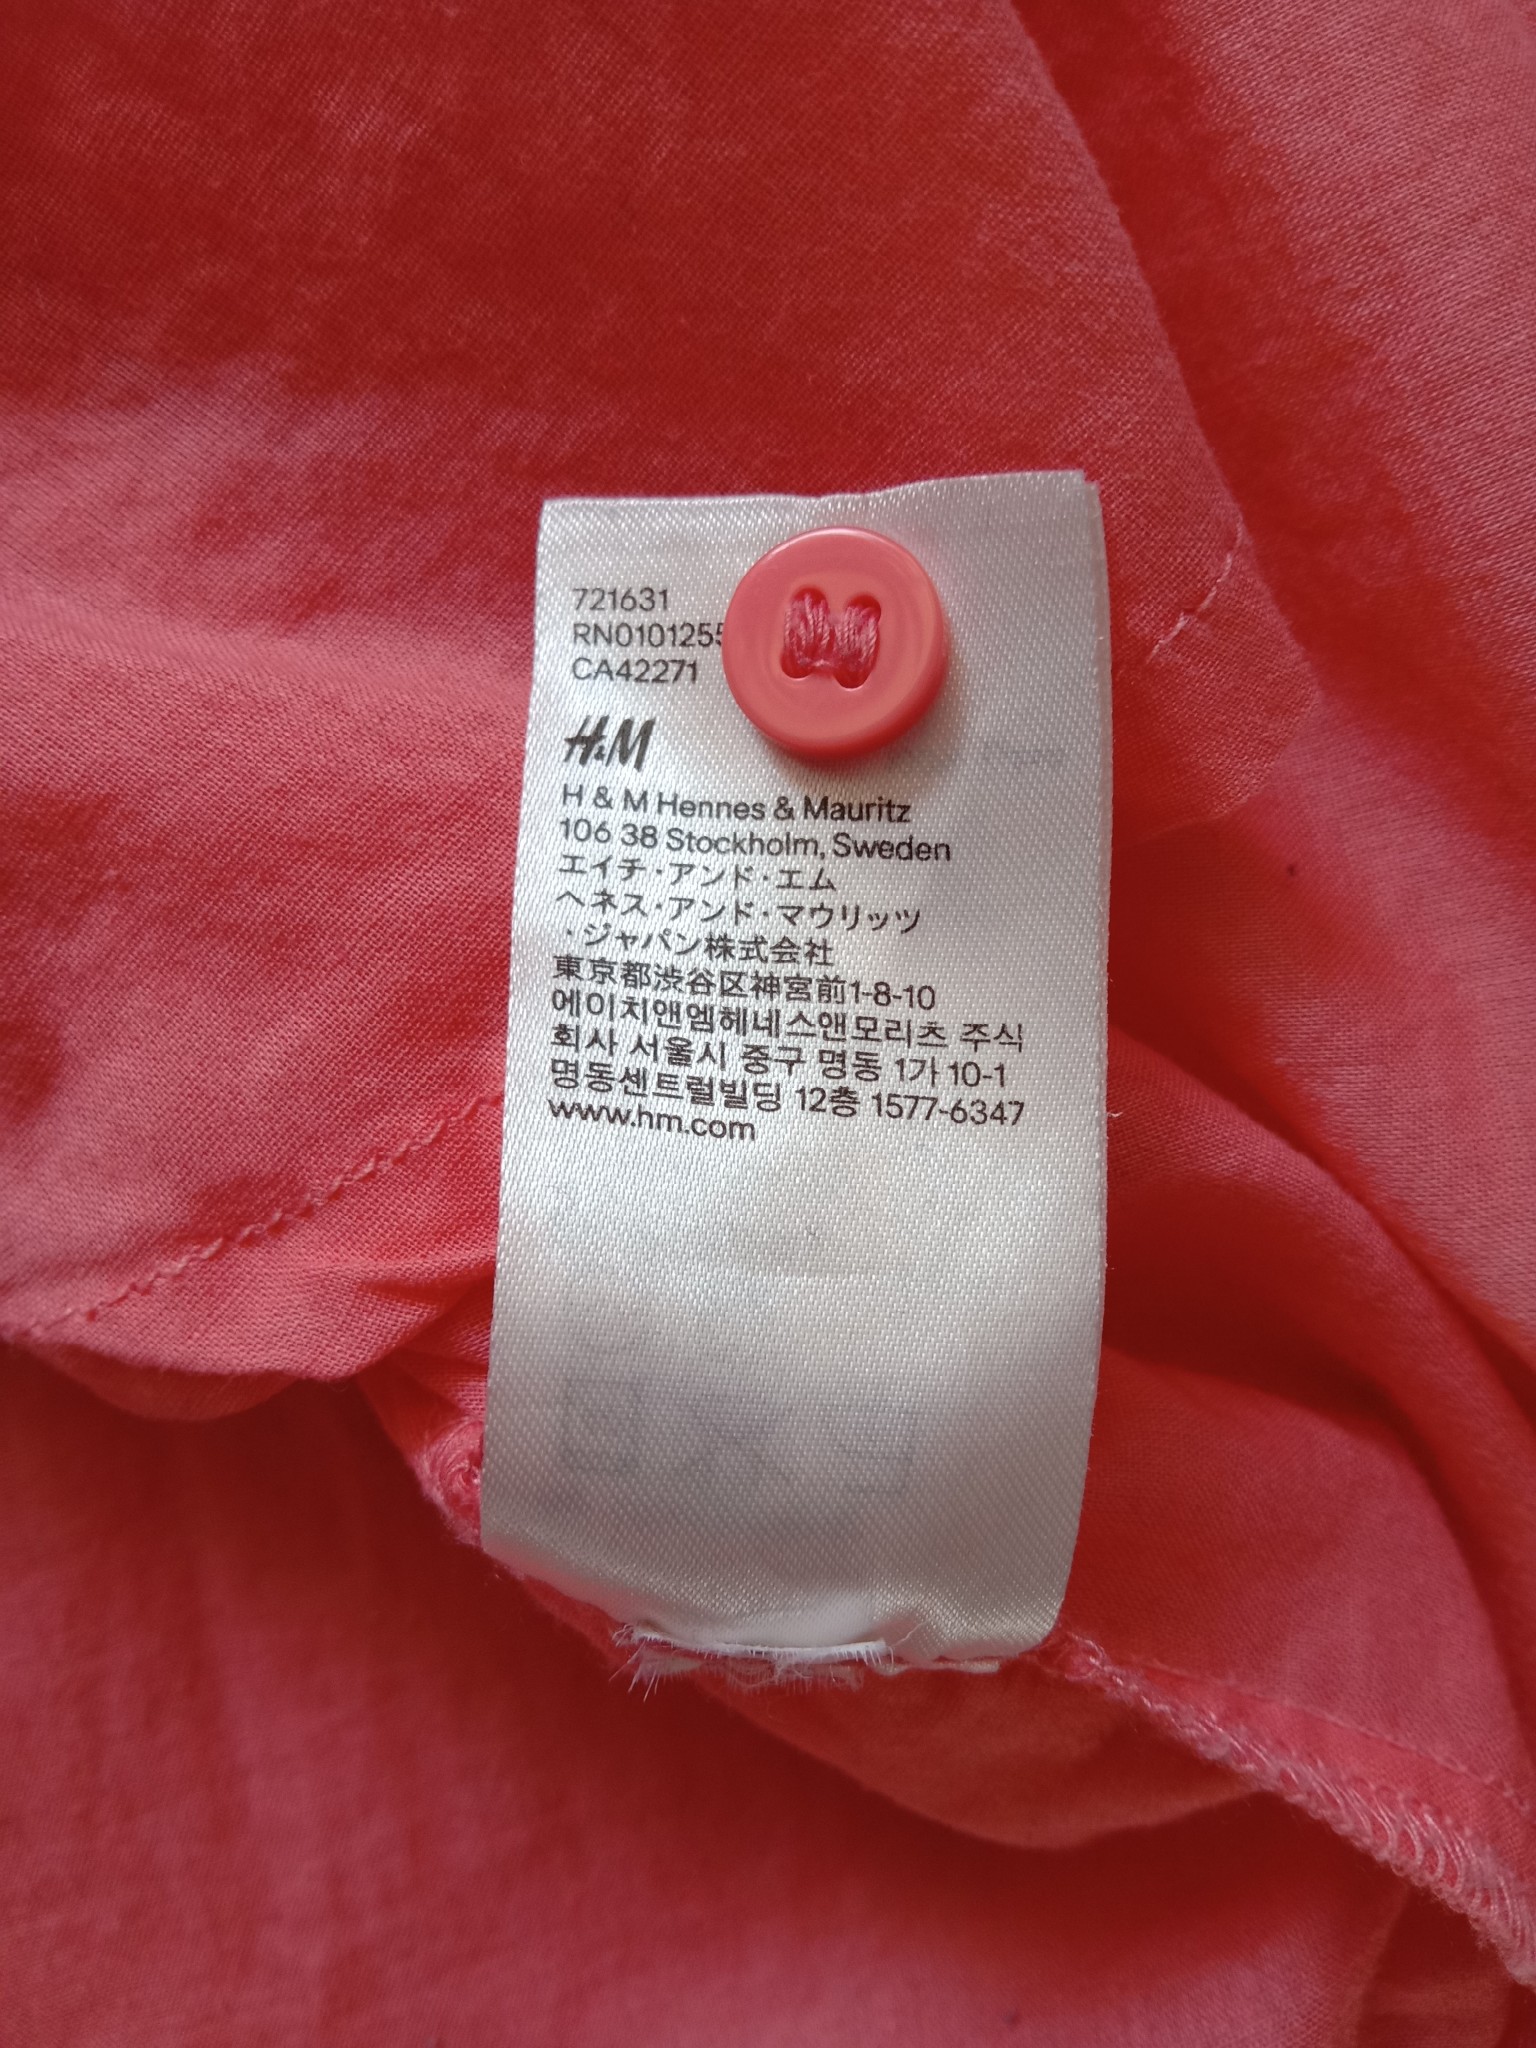 721631
RN0101255
CA42271
H&M
H & M Hennes & Mauritz
106 38 Stockholm, Sweden
エイチ・アンド・エム
ヘネス・アンド・マウリッツ
・ジャパン株式会社
東京都渋谷区神宮前1-8-10
에이치앤엠헤네스앤모리츠 주식
회사 서울시 중구 명동 1가 10-1
명동센트럴빌딩 12층 1577-6347
www.hm.com